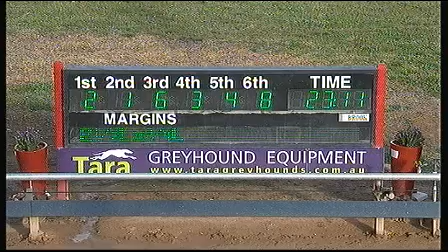 1st 2nd 3rd 4th 5th 6th TIME
2 1 6 3 4 8 23:11
MARGINS
Tara GREYHOUND EQUIPMENT
www.taragreyhounds.com.au